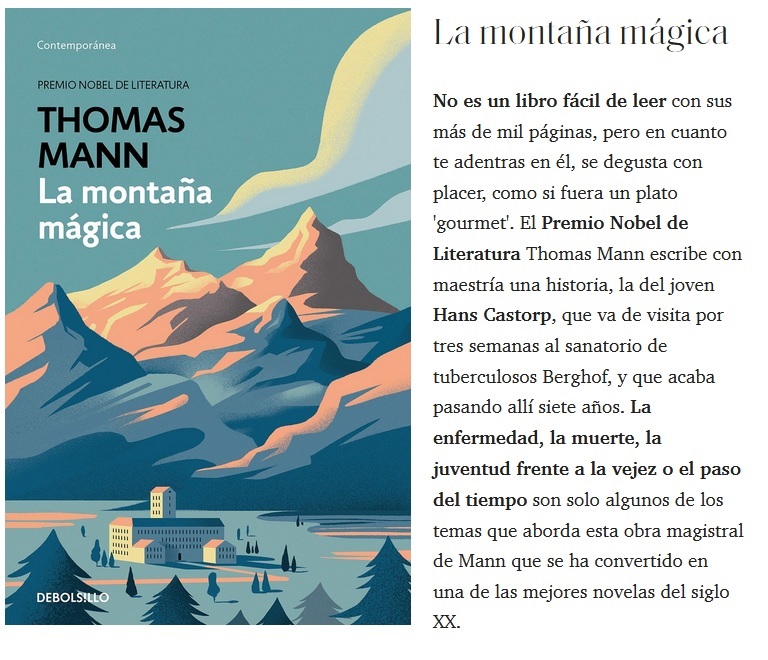 Contemporánea
PREMIO NOBEL DE LITERATURA
THOMAS
MANN
La montaña
mágica
DEBOLS!LLO
La montaña mágica
No es un libro fácil de leer con sus
más de mil páginas, pero en cuanto
te adentras en él, se degusta con
placer, como si fuera un plato
'gourmet'. El Premio Nobel de
Literatura Thomas Mann escribe con
maestría una historia, la del joven
Hans Castorp, que va de visita por
tres semanas al sanatorio de
tuberculosos Berghof, y que acaba
pasando allí siete años. La
enfermedad, la muerte, la
juventud frente a la vejez o el paso
del tiempo son solo algunos de los
temas que aborda esta obra magistral
de Mann que se ha convertido en
una de las mejores novelas del siglo
XX.